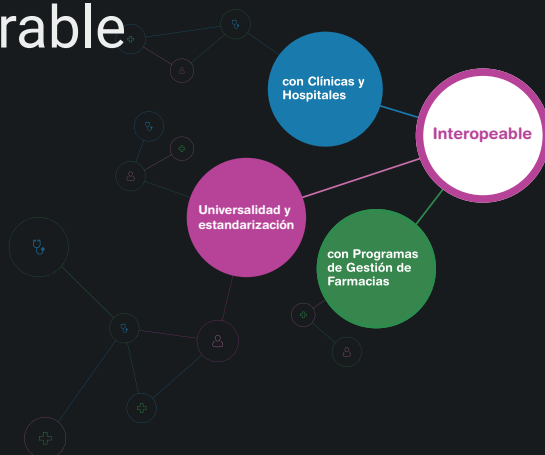 rable
con Clínicas y
Hospitales
Interopeable
Universalidad y
estandarización
con Programas
de Gestión de
Farmacias